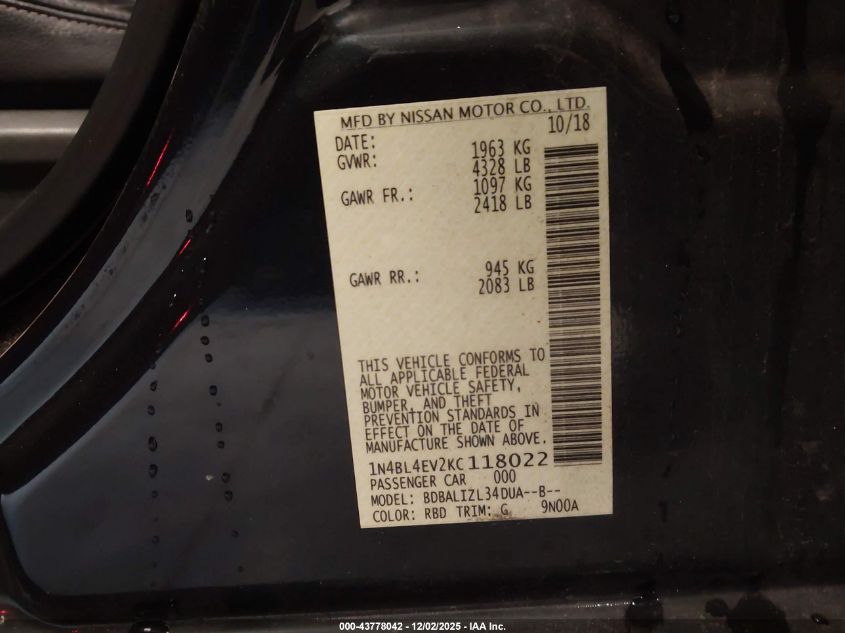 MFD BY NISSAN MOTOR CO., LTD.
DATE: 10/18
GVWR: 1963 KG
4328 LB
GAWR FR.: 1097 KG
2418 LB
GAWR RR.: 945 KG
2083 LB
THIS VEHICLE CONFORMS TO
ALL APPLICABLE FEDERAL
MOTOR VEHICLE SAFETY,
BUMPER, AND THEFT
PREVENTION STANDARDS IN
EFFECT ON THE DATE OF
MANUFACTURE SHOWN ABOVE.
1N4BL4EV2KC118022
PASSENGER CAR 000
MODEL: BDBALIZL34DUA--B--
COLOR: RBD TRIM: G 9N00A
000-43778042 - 12/02/2025 - IAA Inc.